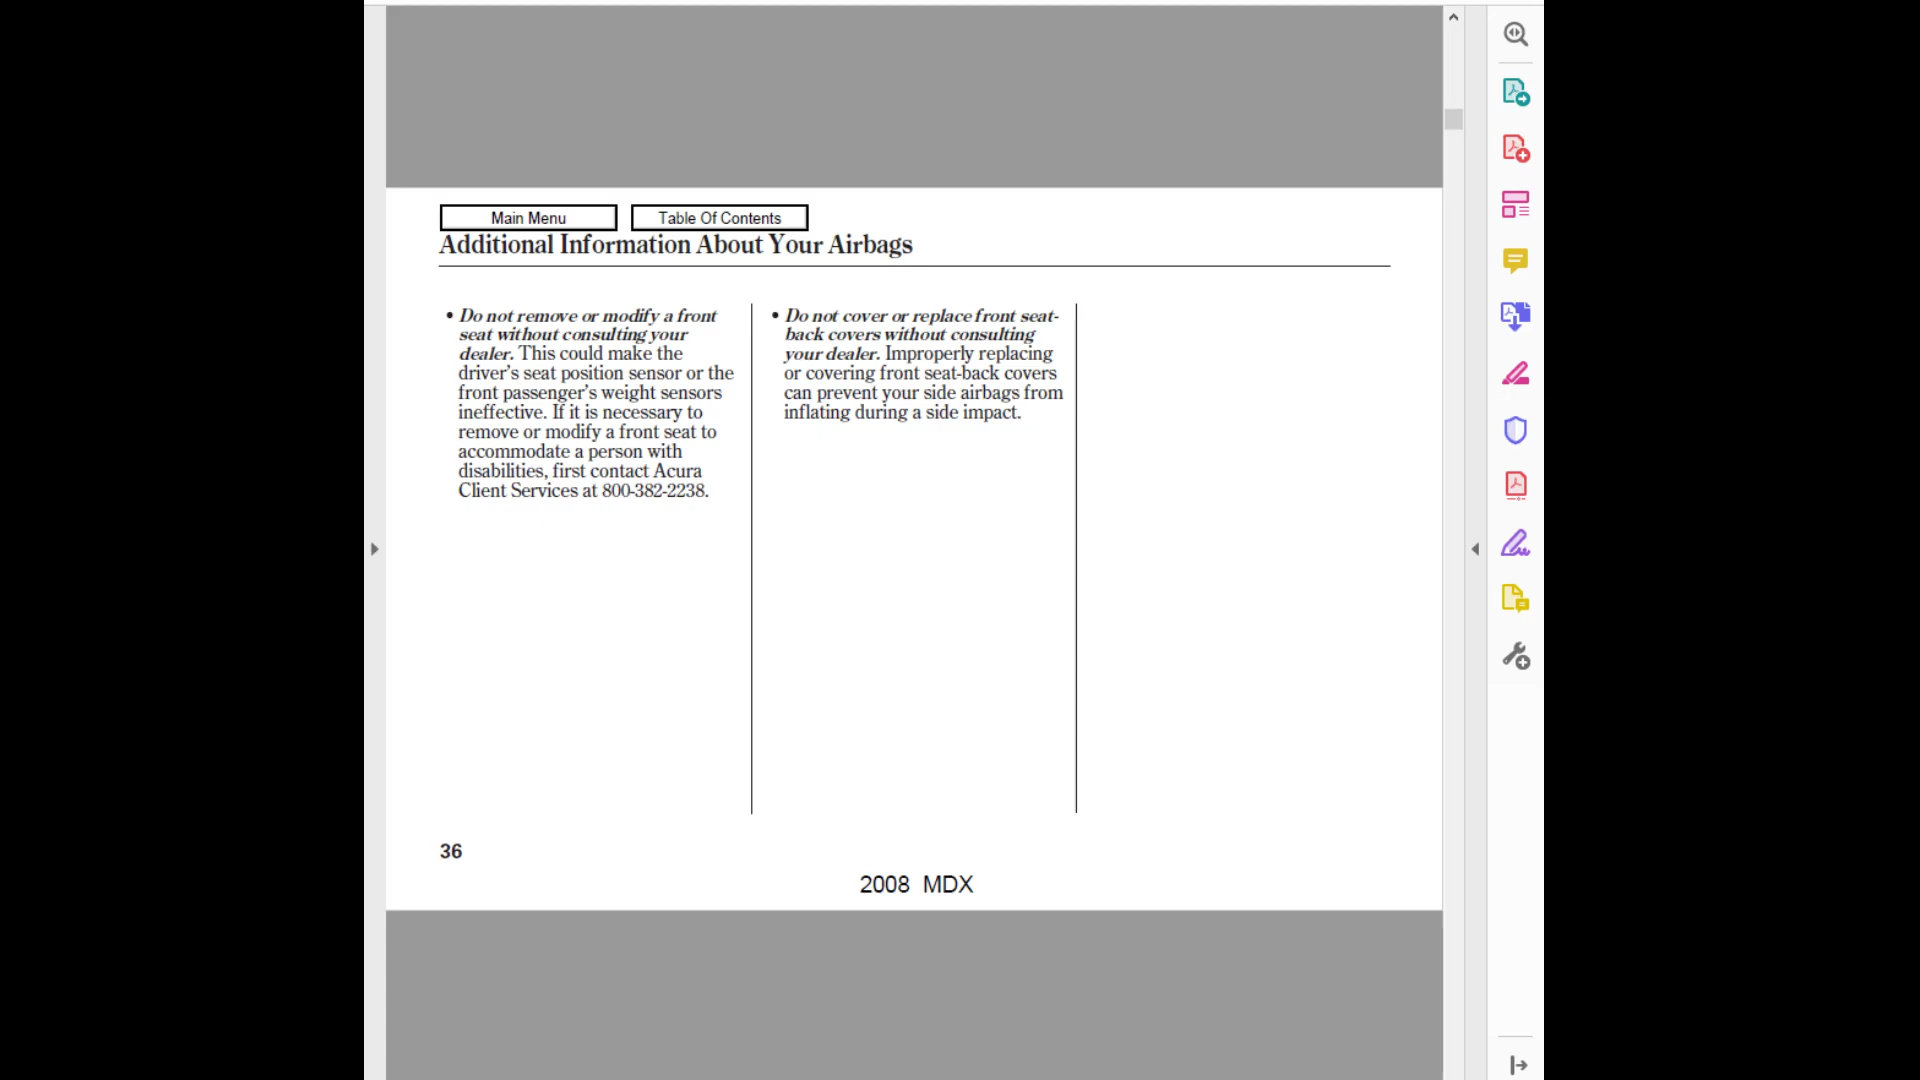 Main Menu
Table Of Contents
Additional Information About Your Airbags
• Do not remove or modify a front
seat without consulting your
dealer. This could make the
driver's seat position sensor or the
front passenger's weight sensors
ineffective. If it is necessary to
remove or modify a front seat to
accommodate a person with
disabilities, first contact Acura
Client Services at 800-382-2238.
• Do not cover or replace front seat-
back covers without consulting
your dealer. Improperly replacing
or covering front seat-back covers
can prevent your side airbags from
inflating during a side impact.
36
2008 MDX